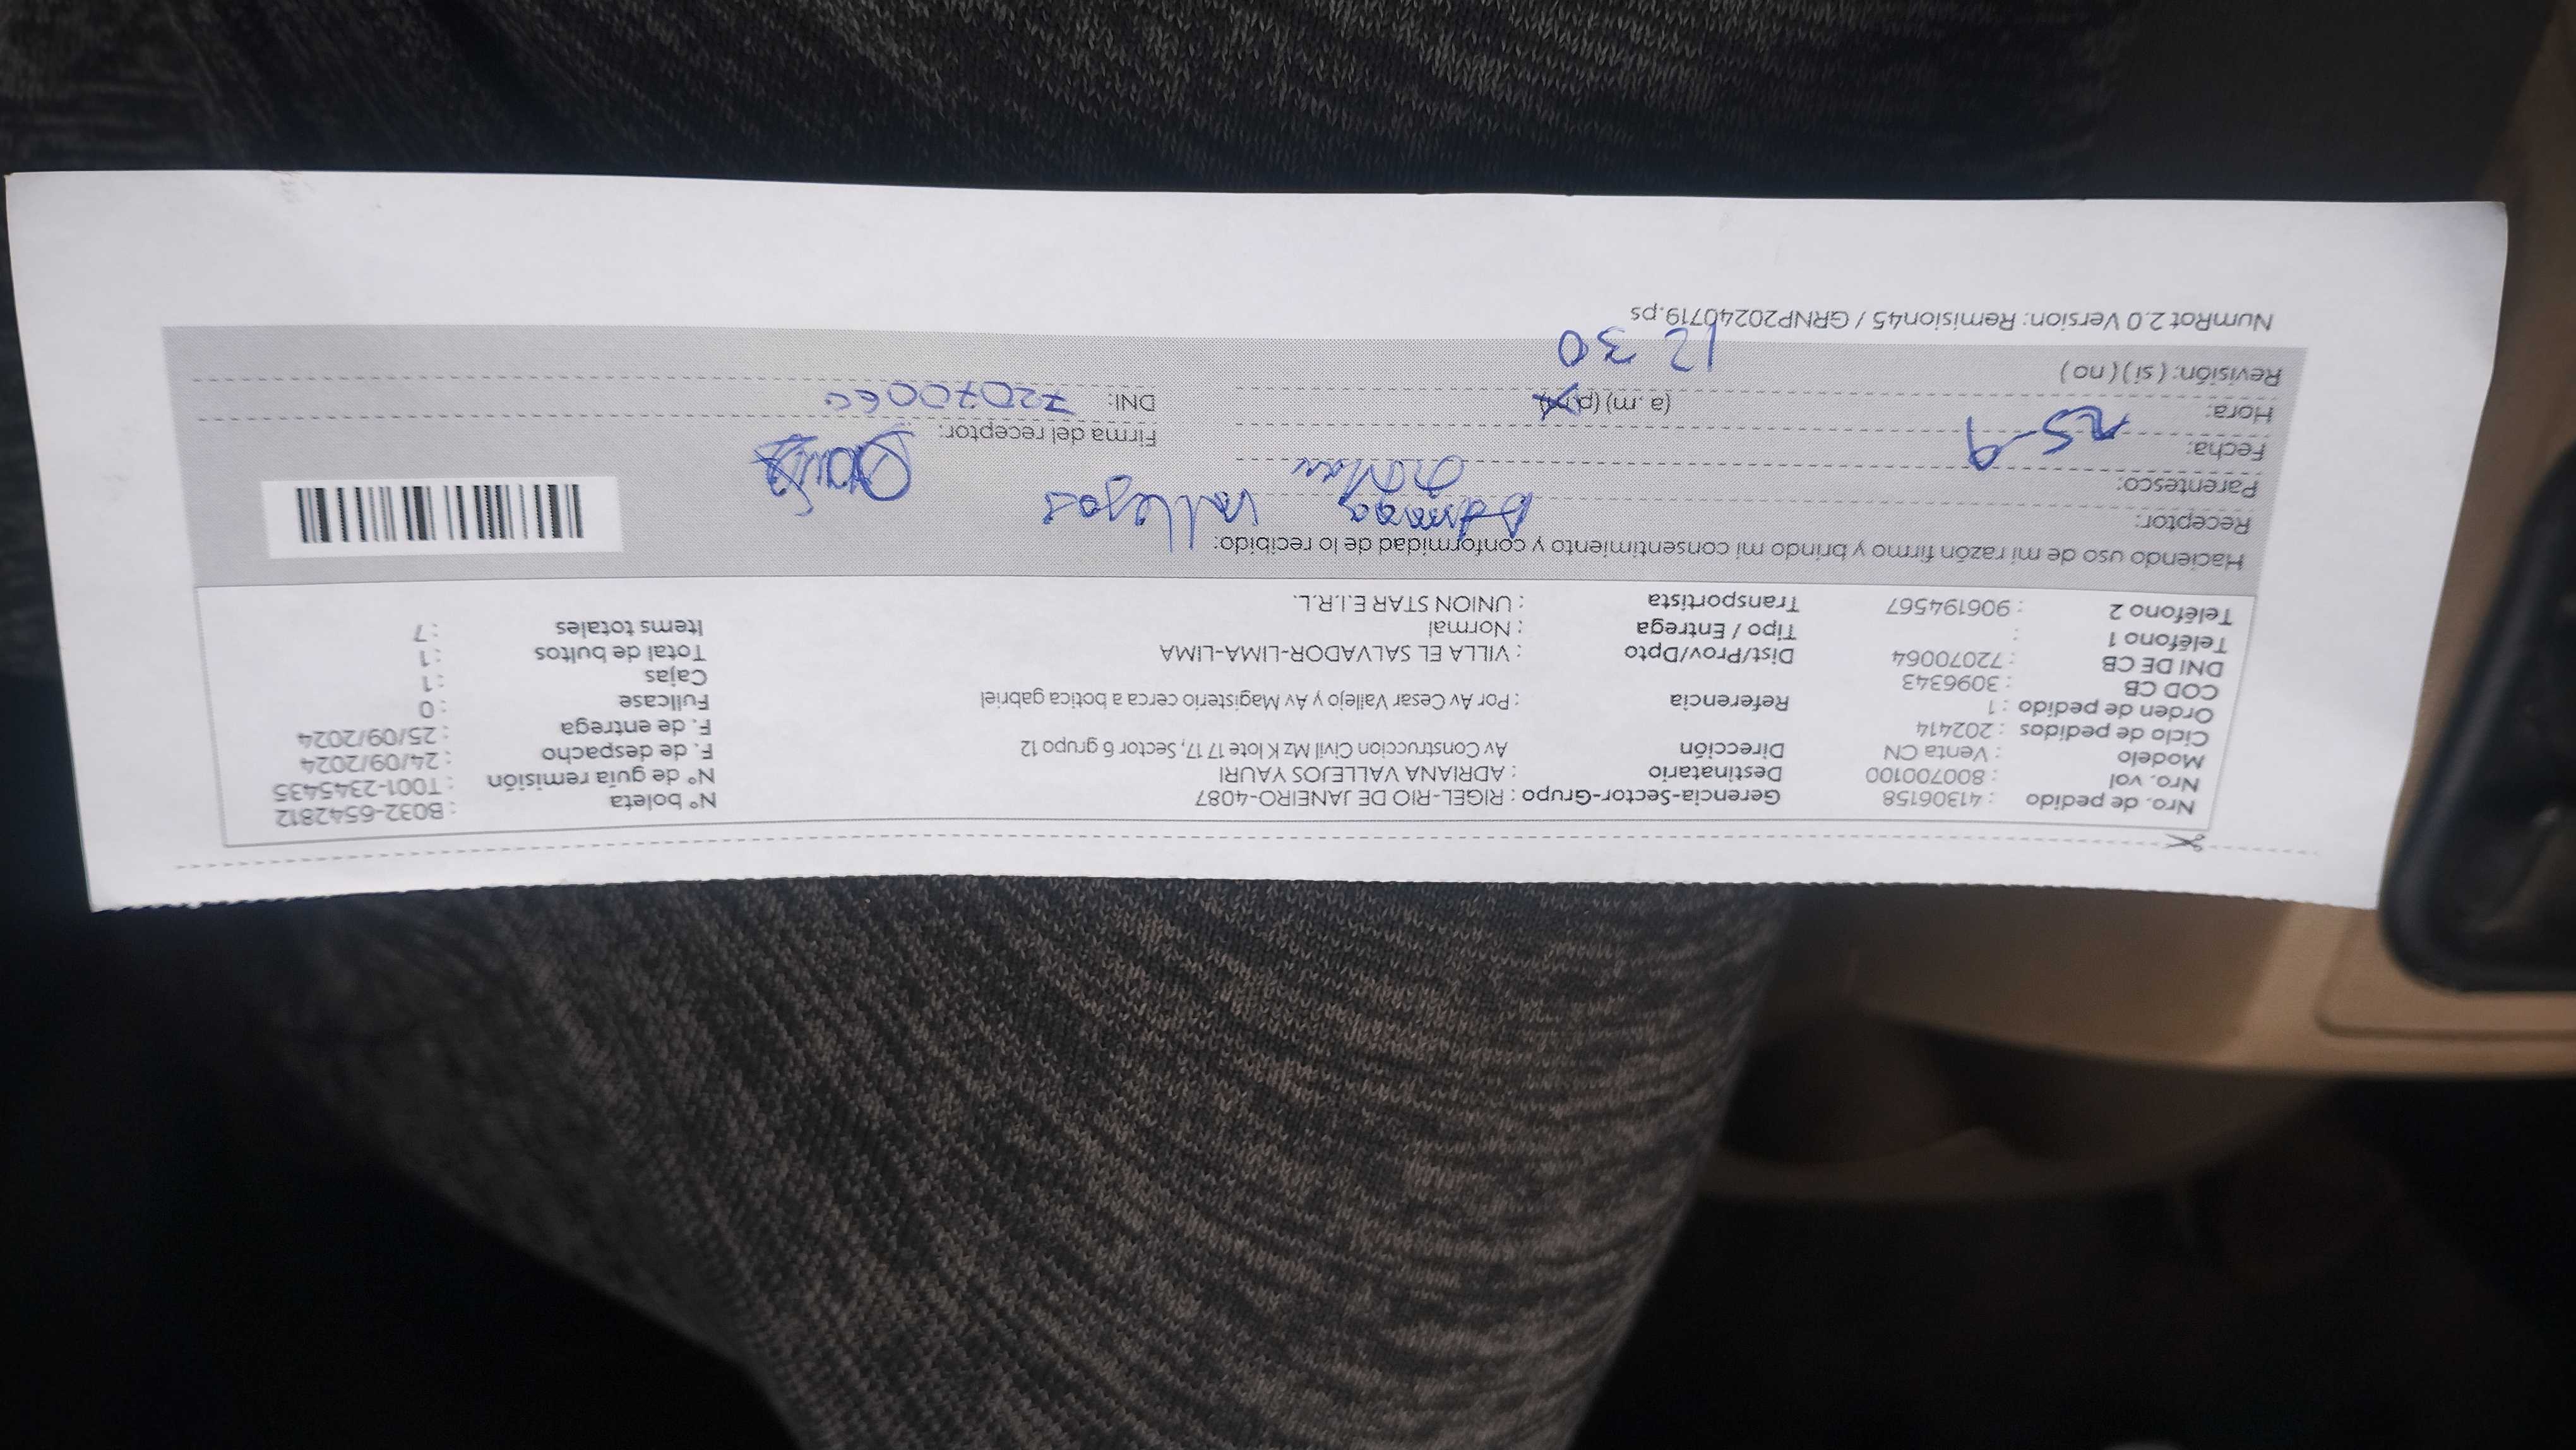 Nro. de pedido : 41306158 Gerencia-Sector-Grupo : RIGEL-RIO DE JANEIRO-4087 N° boleta : B032-6542812
Nro. vol : 800700100 Destinatario : ADRIANA VALLEJOS YAURI N° de guía remisión : T001-2345435
Modelo : Venta CN Dirección Av Construccion Civil Mz K lote 17 17, Sector 6 grupo 12 F. de despacho : 24/09/2024
Ciclo de pedidos : 202414 F. de entrega : 25/09/2024
Orden de pedido : 1 Referencia : Por Av Cesar Vallejo y Av Magisterio cerca a botica gabriel Fullcase : 0
COD CB : 3096343 Cajas : 1
DNI DE CB : 72070064 Dist/Prov/Dpto : VILLA EL SALVADOR-LIMA-LIMA Total de bultos : 1
Teléfono 1 : Tipo / Entrega : Normal Items totales : 7
Teléfono 2 : 906194567 Transportista : UNION STAR E.I.R.L.
Haciendo uso de mi razón firmo y brindo mi consentimiento y conformidad de lo recibido:
Receptor: Vallejos
Parentesco:
Fecha: Firma del receptor:
Hora: (a.m) (p.m) DNI:
12 30
Revisión: ( si ) ( no )
NumRot 2.0 Version: Remision45 / GRNP20240719.ps